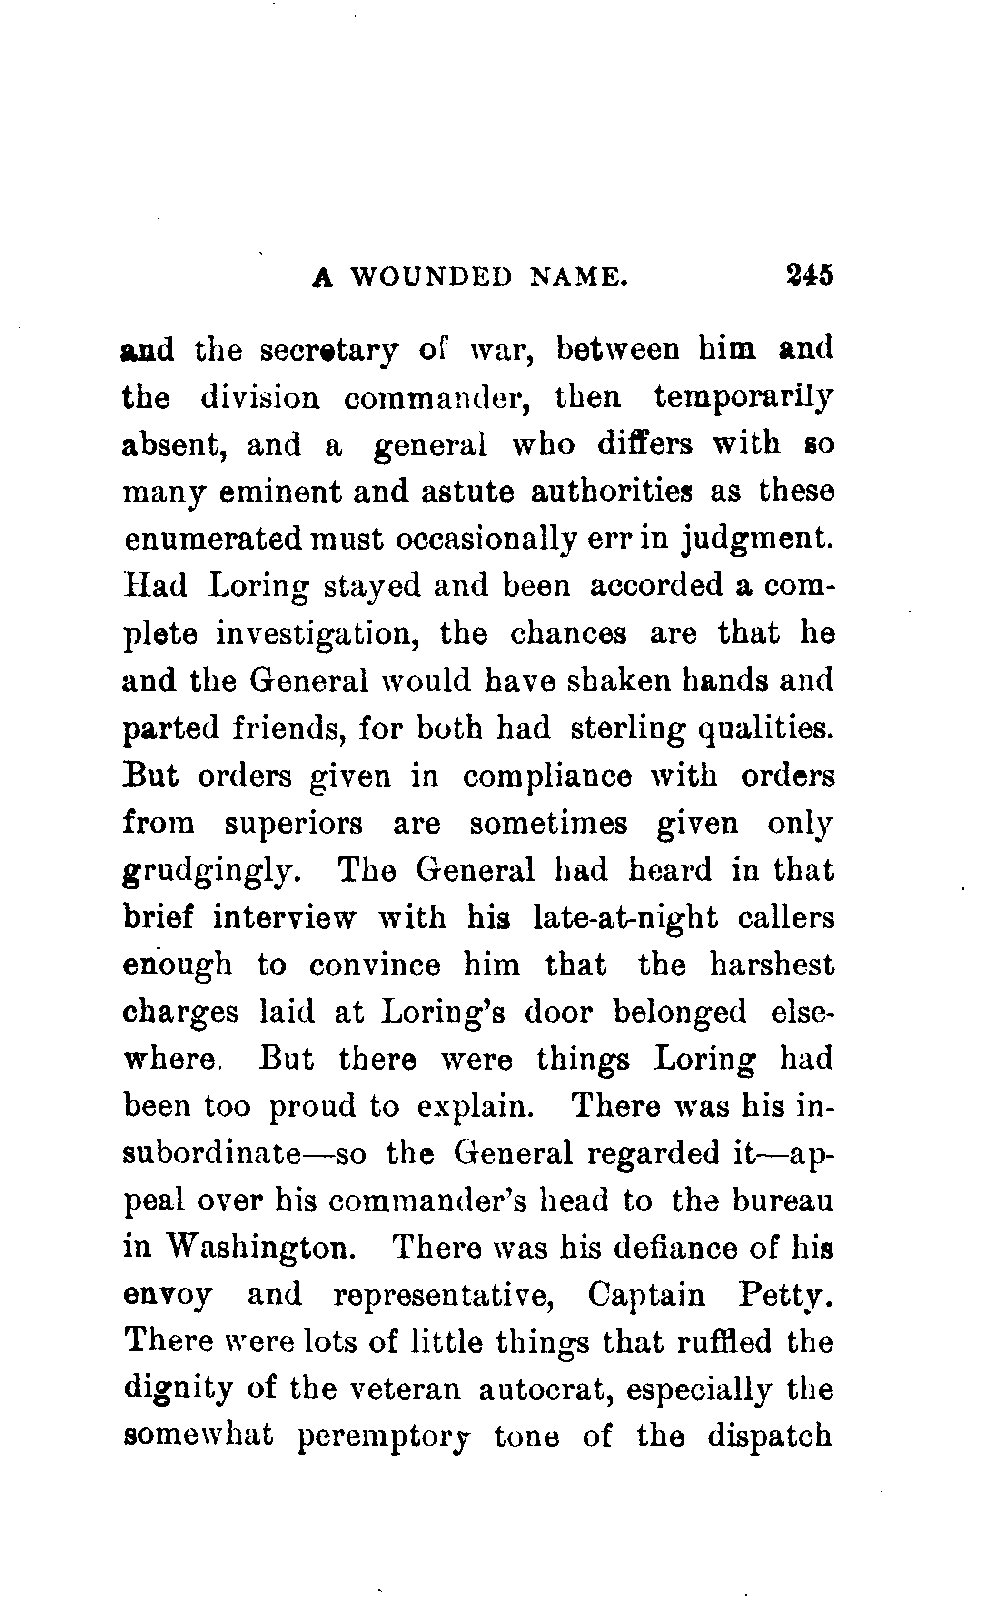 A WOUNDED NAME. 245
and the secretary of war, between him and
the division commander, then temporarily
absent, and a general who differs with so
many eminent and astute authorities as these
enumerated must occasionally err in judgment.
Had Loring stayed and been accorded a com-
plete investigation, the chances are that he
and the General would have shaken hands and
parted friends, for both had sterling qualities.
But orders given in compliance with orders
from superiors are sometimes given only
grudgingly. The General had heard in that
brief interview with his late-at-night callers
enough to convince him that the harshest
charges laid at Loring's door belonged else-
where. But there were things Loring had
been too proud to explain. There was his in-
subordinate—so the General regarded it—ap-
peal over his commander's head to the bureau
in Washington. There was his defiance of his
envoy and representative, Captain Petty.
There were lots of little things that ruffled the
dignity of the veteran autocrat, especially the
somewhat peremptory tone of the dispatch